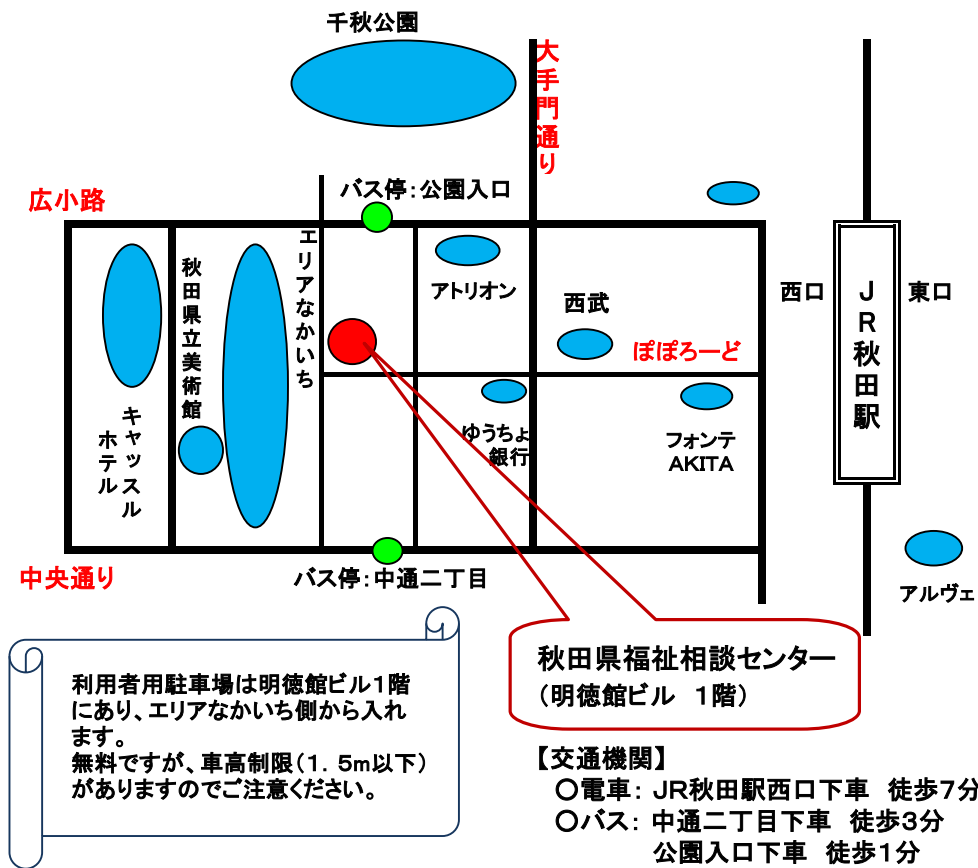 千秋公園
大手門通り
バス停：公園入口
広小路
エリアなかいち
秋田県立美術館
アトリオン
西武
西口
JR秋田駅
東口
ぽぽろーど
キャッスル
ホテル
ゆうちょ
銀行
フォンテ
AKITA
中央通り
バス停：中通二丁目
アルヴェ
秋田県福祉相談センター
（明徳館ビル　1階）
利用者用駐車場は明徳館ビル1階
にあり、エリアなかいち側から入れ
ます。
無料ですが、車高制限（1．5m以下）
がありますのでご注意ください。
【交通機関】
○電車：JR秋田駅西口下車　徒歩7分
○バス：中通二丁目下車　徒歩3分
公園入口下車　徒歩1分